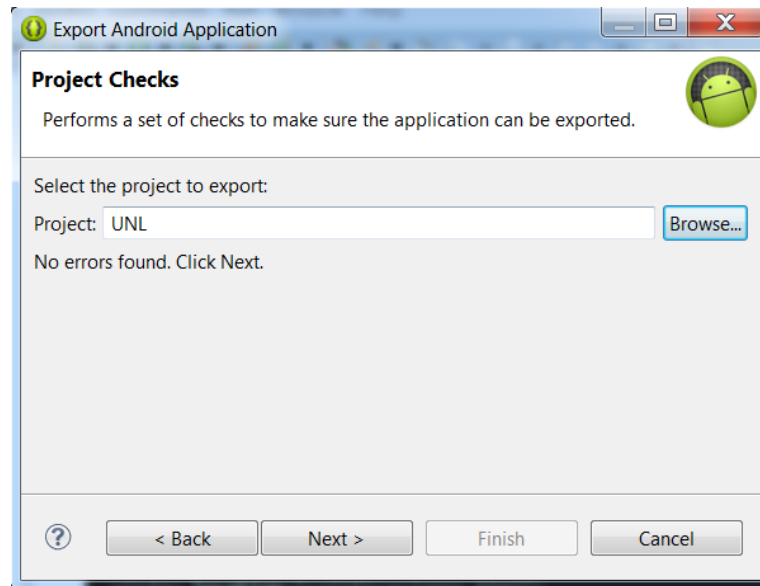 Export Android Application
Project Checks
Performs a set of checks to make sure the application can be exported.
Select the project to export:
Project: UNL Browse...
No errors found. Click Next.
? < Back Next > Finish Cancel